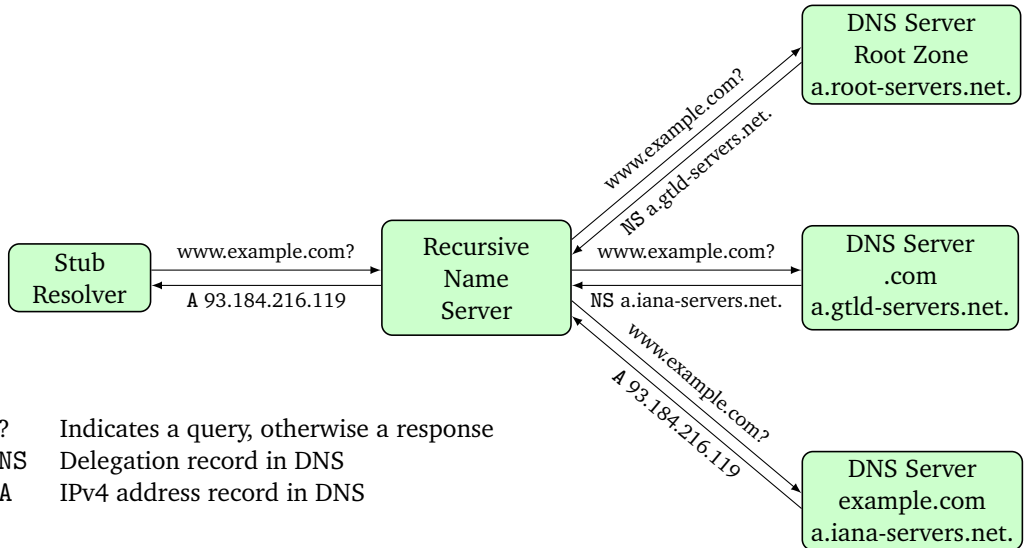 DNS Server
Root Zone
a.root-servers.net.
www.example.com?
NS a.gtld-servers.net.
Stub
Resolver
www.example.com?
A 93.184.216.119
Recursive
Name
Server
www.example.com?
NS a.iana-servers.net.
DNS Server
.com
a.gtld-servers.net.
www.example.com?
A 93.184.216.119
DNS Server
example.com
a.iana-servers.net.
? Indicates a query, otherwise a response
NS Delegation record in DNS
A IPv4 address record in DNS